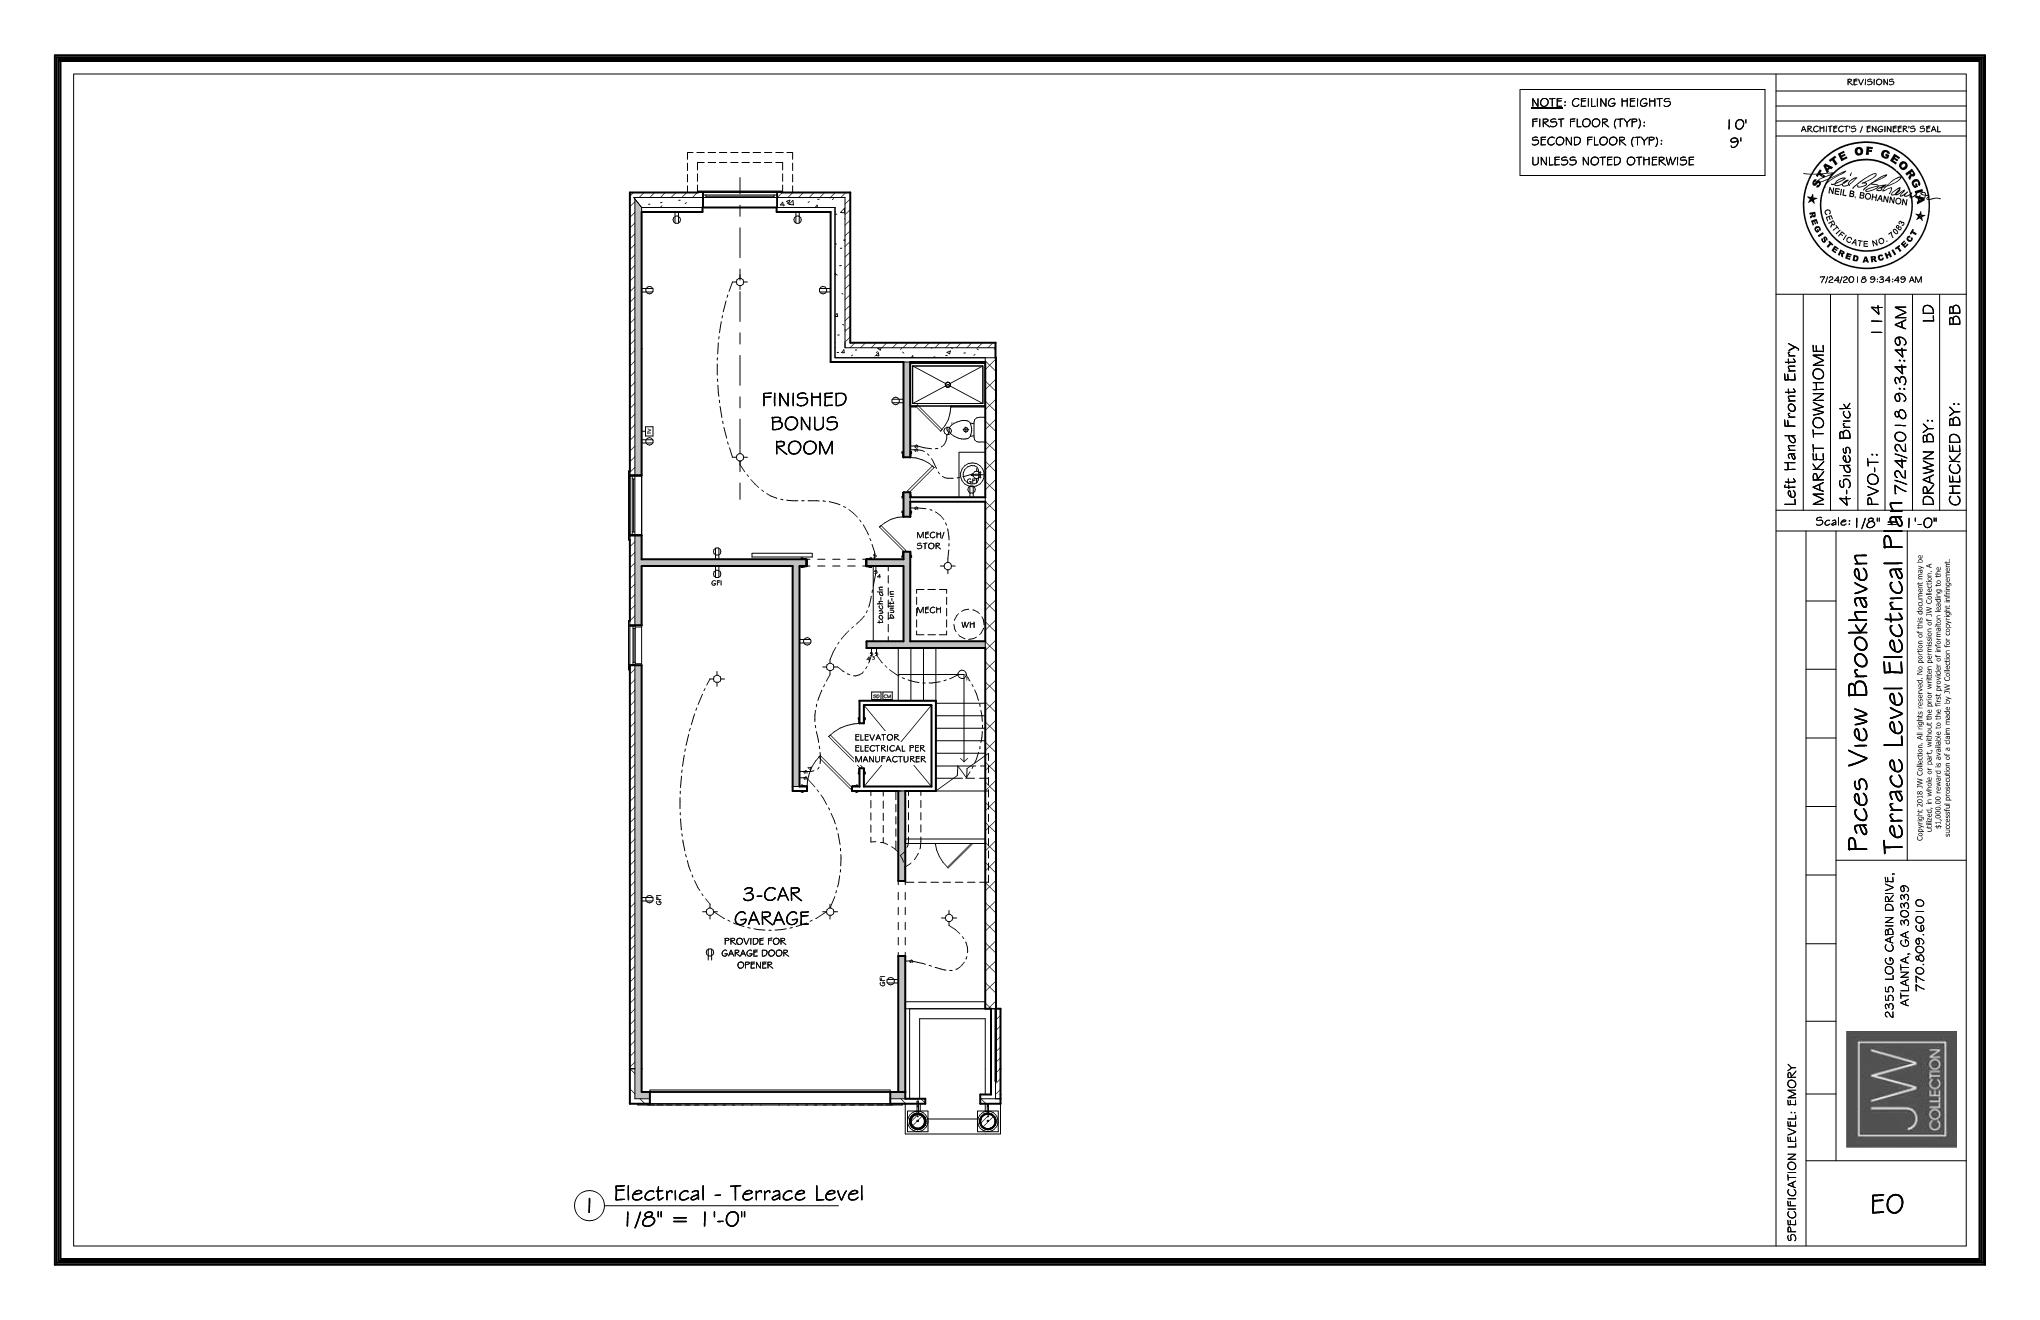 NOTE: CEILING HEIGHTS
FIRST FLOOR (TYP): 10'
SECOND FLOOR (TYP): 9'
UNLESS NOTED OTHERWISE
FINISHED
BONUS
ROOM
TV
GFI
MECH/
STOR
MECH
WH
touch-dn
built-in
GFI
SD CM
ELEVATOR
ELECTRICAL PER
MANUFACTURER
3-CAR
GARAGE
PROVIDE FOR
GARAGE DOOR
OPENER
GFI
GFI
1
Electrical - Terrace Level
1/8" = 1'-0"
REVISIONS
ARCHITECT'S / ENGINEER'S SEAL
STATE OF GEORGIA
NEIL B. BOHANNON
CERTIFICATE NO. 7083
REGISTERED ARCHITECT
7/24/2018 9:34:49 AM
Left Hand Front Entry
MARKET TOWNHOME
4-Sides Brick
PVO-T: 114
7/24/2018 9:34:49 AM
DRAWN BY: LD
CHECKED BY: BB
Scale: 1/8" = 1'-0"
Paces View Brookhaven
Terrace Level Electrical Plan
Copyright 2018 JW Collection. All rights reserved. No portion of this document may be
utilized, in whole or part, without the prior written permission of JW Collection. A
$1,000.00 reward is available to the first provider of information leading to the
successful prosecution of a claim made by JW Collection for copyright infringement.
2355 LOG CABIN DRIVE,
ATLANTA, GA 30339
770.809.6010
JW
COLLECTION
SPECIFICATION LEVEL: EMORY
E0